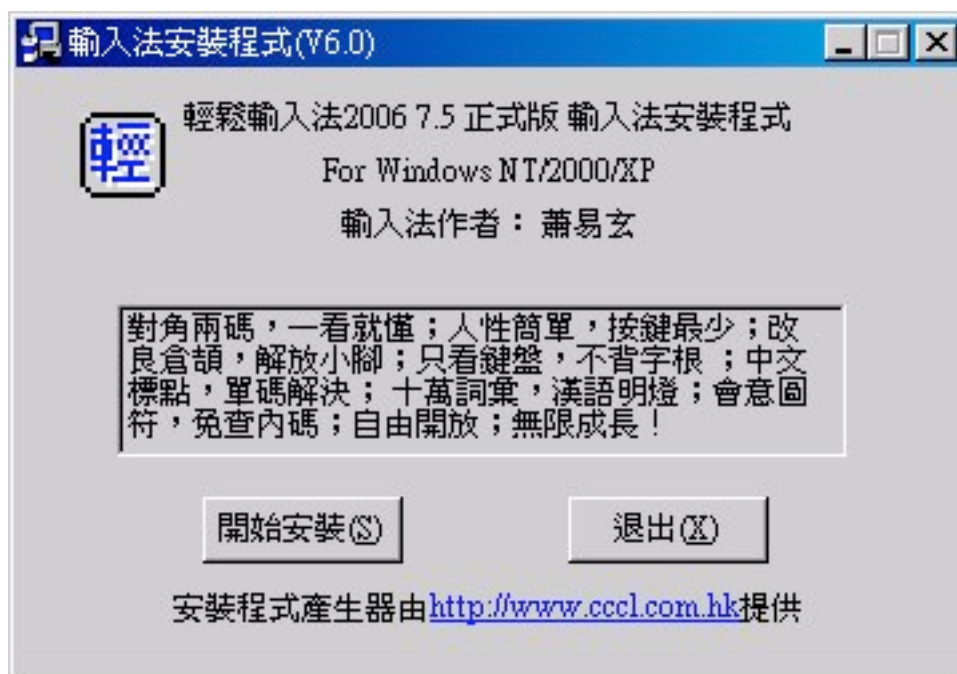 輸入法安裝程式(V6.0)
輕
輕鬆輸入法2006 7.5 正式版 輸入法安裝程式
For Windows NT/2000/XP
輸入法作者： 蕭易玄
對角兩碼，一看就懂；人性簡單，按鍵最少；改
良倉頡，解放小腳；只看鍵盤，不背字根 ；中文
標點，單碼解決； 十萬詞彙，漢語明燈；會意圖
符，免查內碼；自由開放；無限成長！
開始安裝(S)
退出(X)
安裝程式產生器由http://www.cccl.com.hk提供